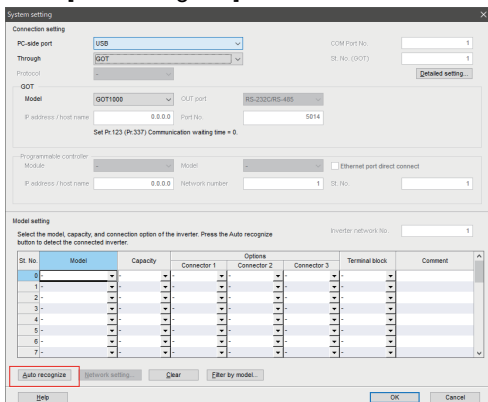 System setting
Connection setting
PC-side port USB COM Port No. 1
Through GOT St. No. (GOT) 1
Protocol - Detailed setting...
GOT
Model GOT1000 OUT port RS-232C/RS-485
IP address / host name 0.0.0.0 Port No. 5014
Set Pr.123 (Pr.337) Communication waiting time = 0.
Programmable controller
Module - Model - Ethernet port direct connect
IP address / host name 0.0.0.0 Network number 1 St. No. 1
Model setting
Select the model, capacity, and connection option of the inverter. Press the Auto recognize Inverter network No. 1
button to detect the connected inverter.
St. No. Model Capacity Options Terminal block Comment
Connector 1 Connector 2 Connector 3
0 - - - - - -
1 - - - - - -
2 - - - - - -
3 - - - - - -
4 - - - - - -
5 - - - - - -
6 - - - - - -
7 - - - - - -
Auto recognize Network setting... Clear Filter by model...
Help OK Cancel